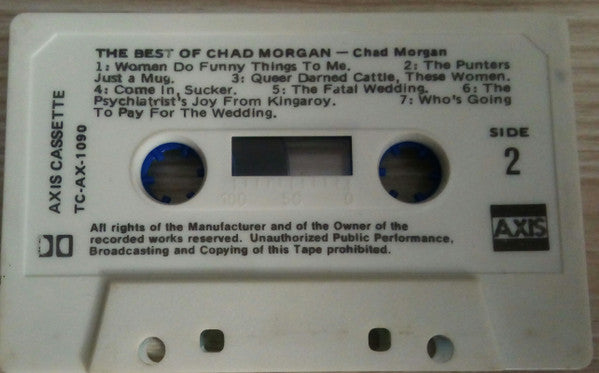 THE BEST OF CHAD MORGAN — Chad Morgan
1: Women Do Funny Things To Me. 2: The Punters
Just a Mug. 3: Queer Darned Cattle, These Women.
4: Come In, Sucker. 5: The Fatal Wedding. 6: The
Psychiatrist's Joy From Kingaroy. 7: Who's Going
To Pay For The Wedding.
AXIS CASSETTE
TC-AX-1090
SIDE
2
100 50 0
AXIS
All rights of the Manufacturer and of the Owner of the
recorded works reserved. Unauthorized Public Performance,
Broadcasting and Copying of this Tape prohibited.